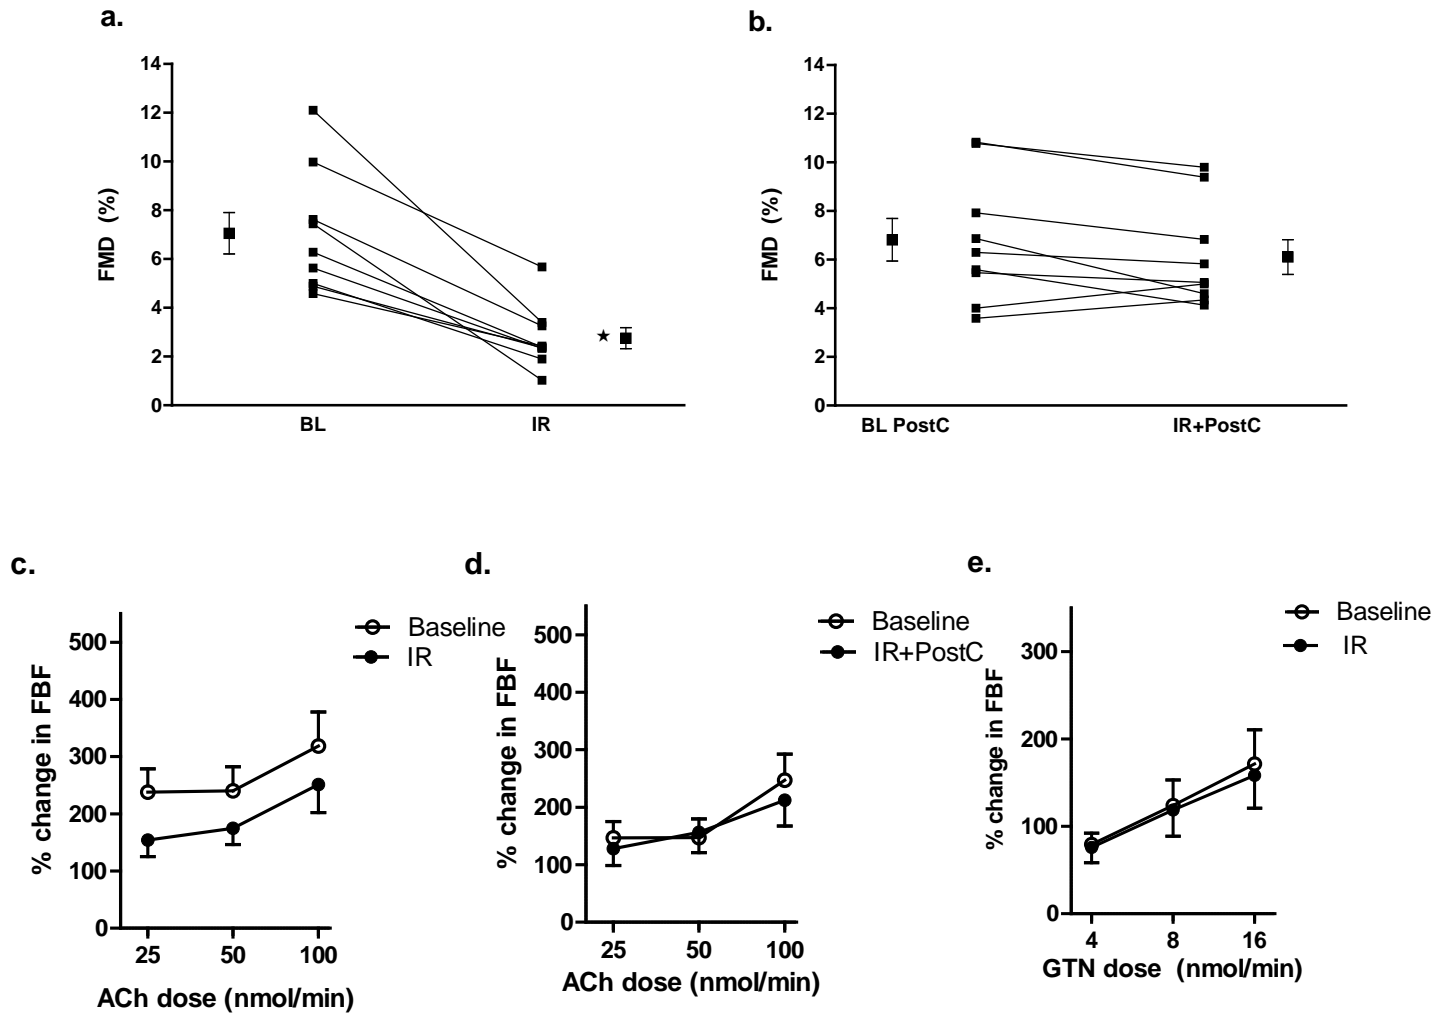 a.
14
12
10
8
6
4
2
0
FMD (%)
BL
IR
b.
14
12
10
8
6
4
2
0
FMD (%)
BL PostC
IR+PostC
c.
500
400
300
200
100
0
% change in FBF
25
50
100
ACh dose (nmol/min)
Baseline
IR
d.
500
400
300
200
100
0
% change in FBF
25
50
100
ACh dose (nmol/min)
Baseline
IR+PostC
e.
300
200
100
0
% change in FBF
4
8
16
GTN dose (nmol/min)
Baseline
IR